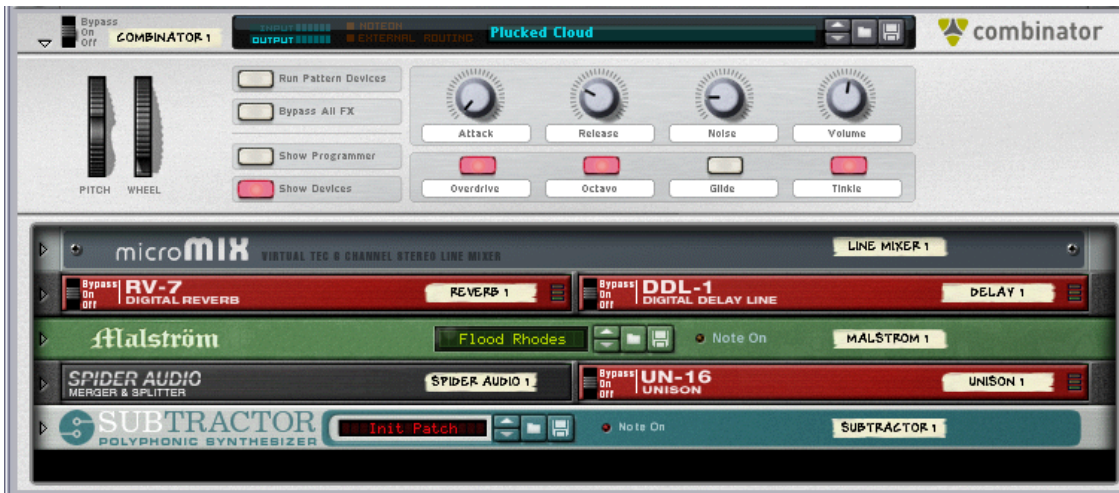 Bypass
On
Off
COMBINATOR 1
INPUT
OUTPUT
NOTEON
EXTERNAL ROUTING
Plucked Cloud
combinator
Run Pattern Devices
Bypass All FX
Show Programmer
Show Devices
PITCH WHEEL
Attack Release Noise Volume
Overdrive Octavo Glide Tinkle
microMIX VIRTUAL TEC 6 CHANNEL STEREO LINE MIXER LINE MIXER 1
Bypass
On
Off
RV-7
DIGITAL REVERB
REVERB 1
Bypass
On
Off
DDL-1
DIGITAL DELAY LINE
DELAY 1
Malström Flood Rhodes Note On MALSTROM 1
SPIDER AUDIO
MERGER & SPLITTER
SPIDER AUDIO 1
Bypass
On
Off
UN-16
UNISON
UNISON 1
SUBTRACTOR
POLYPHONIC SYNTHESIZER
Init Patch
Note On
SUBTRACTOR 1